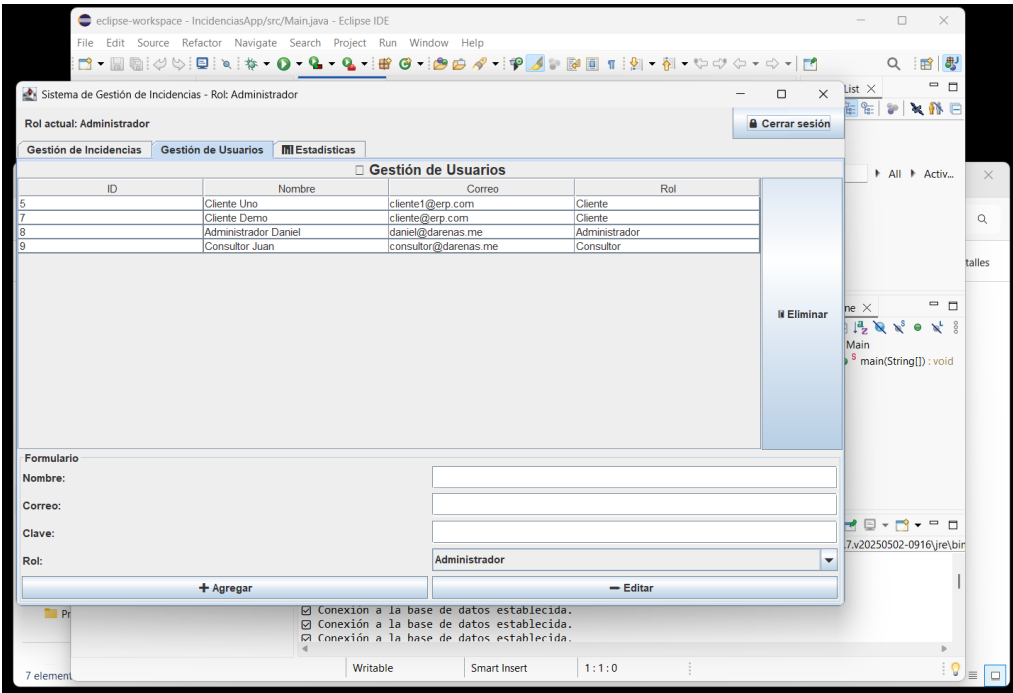 eclipse-workspace - IncidenciasApp/src/Main.java - Eclipse IDE
File Edit Source Refactor Navigate Search Project Run Window Help
Sistema de Gestión de Incidencias - Rol: Administrador
List
Rol actual: Administrador
Cerrar sesión
Gestión de Incidencias Gestión de Usuarios Estadísticas
Gestión de Usuarios
All Activ...
ID Nombre Correo Rol
5 Cliente Uno cliente1@erp.com Cliente
7 Cliente Demo cliente@erp.com Cliente
8 Administrador Daniel daniel@darenas.me Administrador
9 Consultor Juan consultor@darenas.me Consultor
talles
Eliminar
ne
Main
main(String[]) : void
Formulario
Nombre:
Correo:
Clave:
Rol: Administrador
.7.v20250502-0916\jre\bin
Agregar Editar
Pr
Conexión a la base de datos establecida.
Conexión a la base de datos establecida.
Conexión a la base de datos establecida.
Writable Smart Insert 1:1:0
7 element